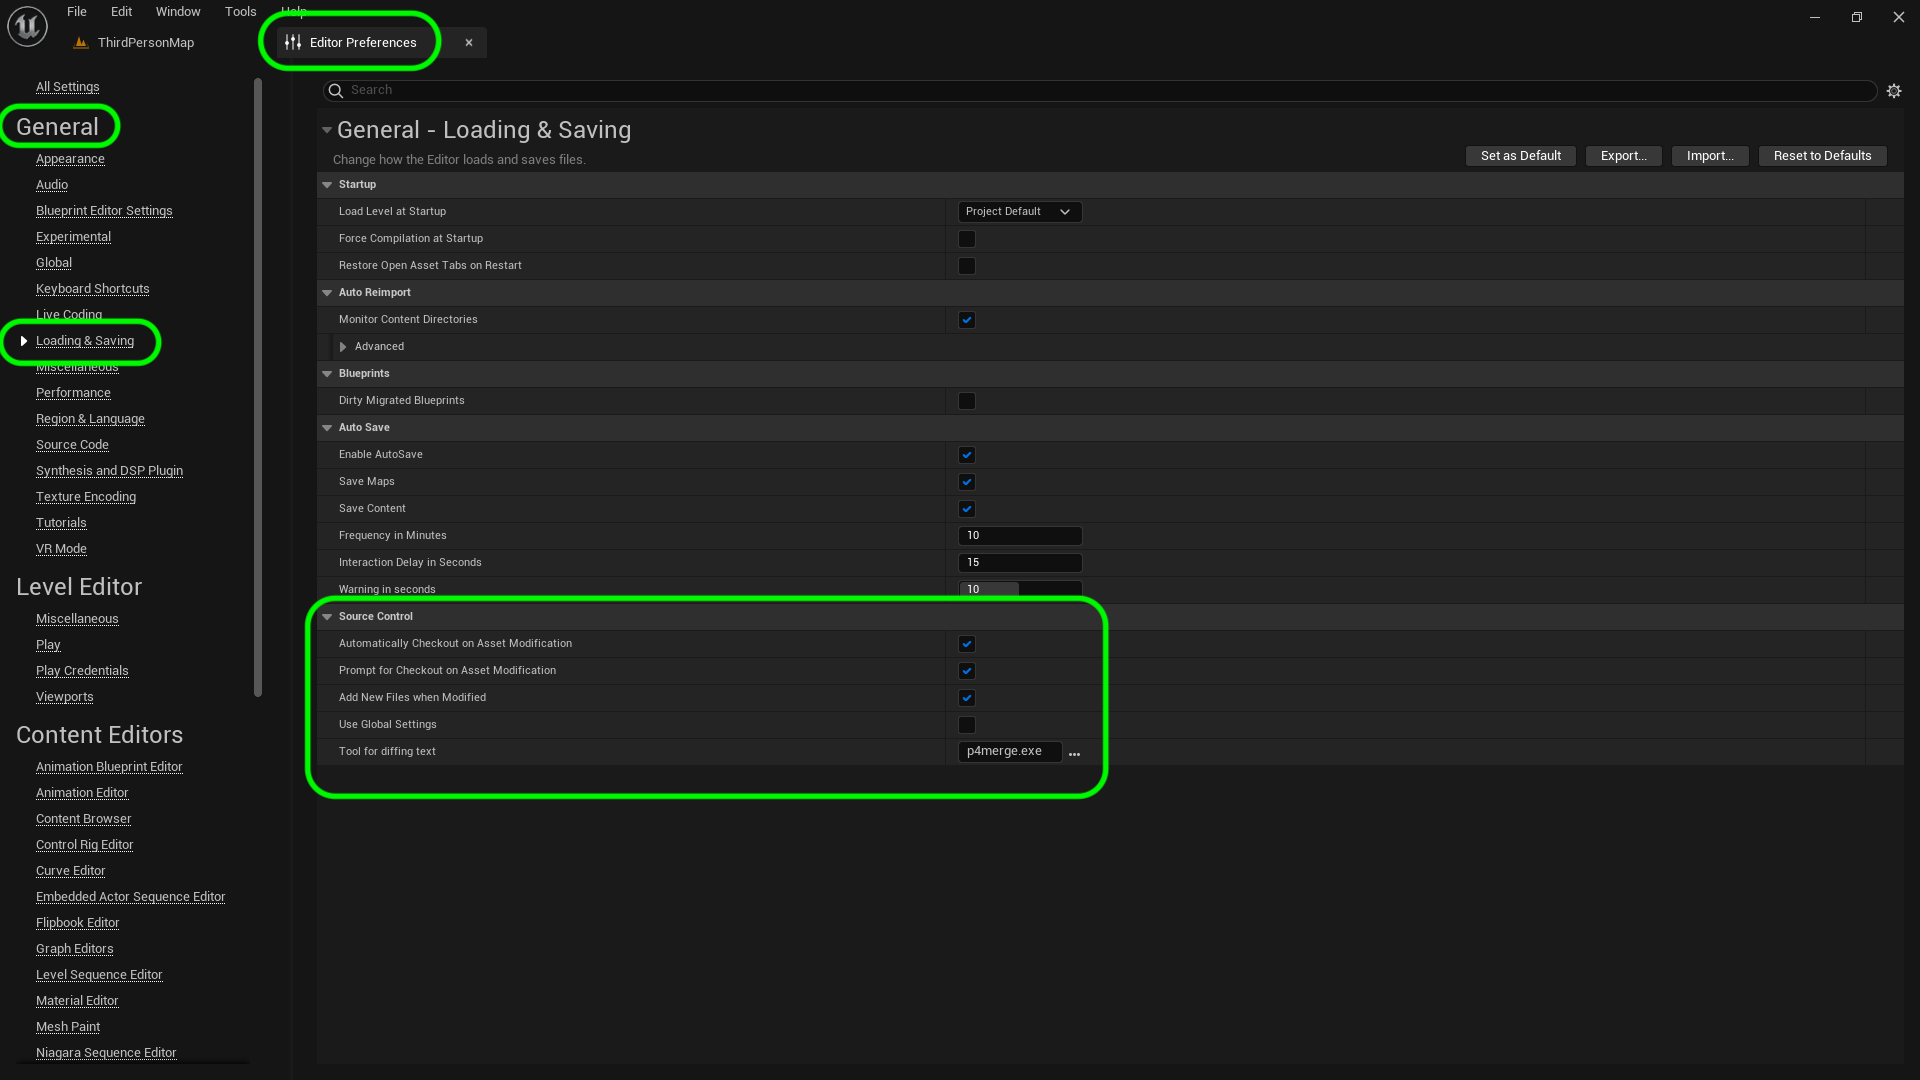 File Edit Window Tools Help
ThirdPersonMap
Editor Preferences
All Settings
General
Appearance
Audio
Blueprint Editor Settings
Experimental
Global
Keyboard Shortcuts
Live Coding
Loading & Saving
Miscellaneous
Performance
Region & Language
Source Code
Synthesis and DSP Plugin
Texture Encoding
Tutorials
VR Mode
Level Editor
Miscellaneous
Play
Play Credentials
Viewports
Content Editors
Animation Blueprint Editor
Animation Editor
Content Browser
Control Rig Editor
Curve Editor
Embedded Actor Sequence Editor
Flipbook Editor
Graph Editors
Level Sequence Editor
Material Editor
Mesh Paint
Niagara Sequence Editor
Search
General - Loading & Saving
Change how the Editor loads and saves files.
Set as Default Export... Import... Reset to Defaults
Startup
Load Level at Startup Project Default
Force Compilation at Startup
Restore Open Asset Tabs on Restart
Auto Reimport
Monitor Content Directories
Advanced
Blueprints
Dirty Migrated Blueprints
Auto Save
Enable AutoSave
Save Maps
Save Content
Frequency in Minutes 10
Interaction Delay in Seconds 15
Warning in seconds 10
Source Control
Automatically Checkout on Asset Modification
Prompt for Checkout on Asset Modification
Add New Files when Modified
Use Global Settings
Tool for diffing text p4merge.exe ...